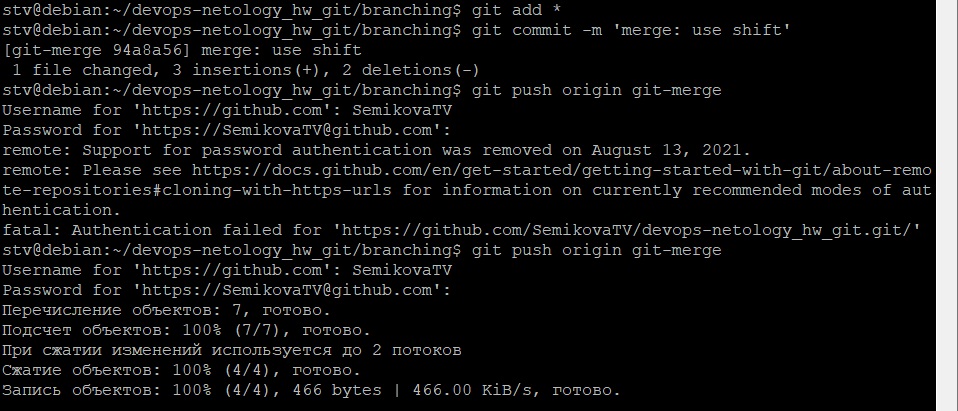 stv@debian:~/devops-netology_hw_git/branching$ git add *
stv@debian:~/devops-netology_hw_git/branching$ git commit -m 'merge: use shift'
[git-merge 94a8a56] merge: use shift
 1 file changed, 3 insertions(+), 2 deletions(-)
stv@debian:~/devops-netology_hw_git/branching$ git push origin git-merge
Username for 'https://github.com': SemikovaTV
Password for 'https://SemikovaTV@github.com':
remote: Support for password authentication was removed on August 13, 2021.
remote: Please see https://docs.github.com/en/get-started/getting-started-with-git/about-remo
te-repositories#cloning-with-https-urls for information on currently recommended modes of aut
hentication.
fatal: Authentication failed for 'https://github.com/SemikovaTV/devops-netology_hw_git.git/'
stv@debian:~/devops-netology_hw_git/branching$ git push origin git-merge
Username for 'https://github.com': SemikovaTV
Password for 'https://SemikovaTV@github.com':
Перечисление объектов: 7, готово.
Подсчет объектов: 100% (7/7), готово.
При сжатии изменений используется до 2 потоков
Сжатие объектов: 100% (4/4), готово.
Запись объектов: 100% (4/4), 466 bytes | 466.00 KiB/s, готово.